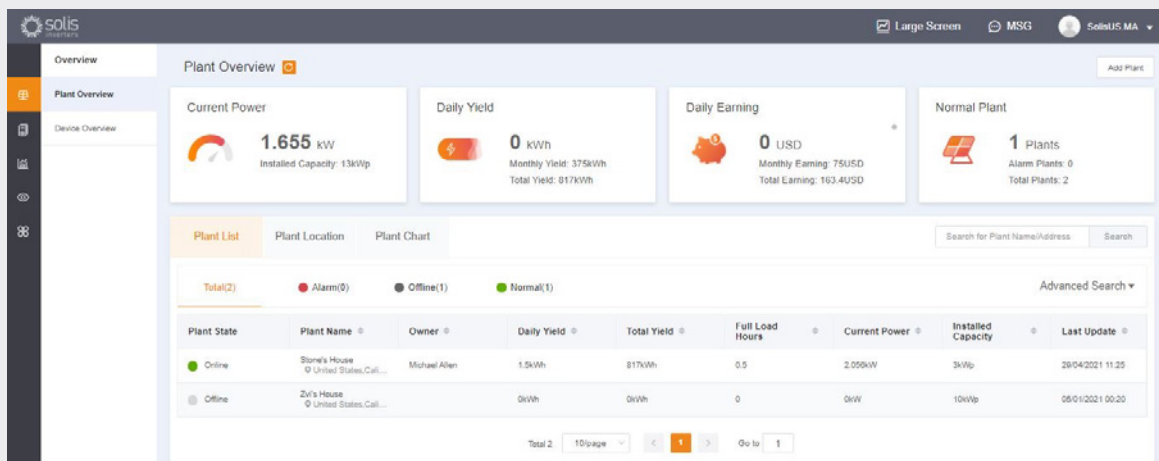 solis
inverters
Large Screen
MSG
SolisUS MA
Overview
Plant Overview
Device Overview
Plant Overview
Add Plant
Current Power
1.655 kW
Installed Capacity: 13kWp
Daily Yield
0 kWh
Monthly Yield: 375kWh
Total Yield: 817kWh
Daily Earning
0 USD
Monthly Earning: 75USD
Total Earning: 163.4USD
Normal Plant
1 Plants
Alarm Plants: 0
Total Plants: 2
Plant List Plant Location Plant Chart
Search for Plant Name/Address Search
Total(2) Alarm(0) Offline(1) Normal(1) Advanced Search
Plant State Plant Name Owner Daily Yield Total Yield Full Load Hours Current Power Installed Capacity Last Update
Online Stone's House Michael Allen 1.5kWh 817kWh 0.5 2.056kW 3kWp 29/04/2021 11:25
United States,Cali...
Offline Zvi's House 0kWh 0kWh 0 0kW 10kWp 05/01/2021 00:20
United States,Cali...
Total 2 10/page 1 Go to 1